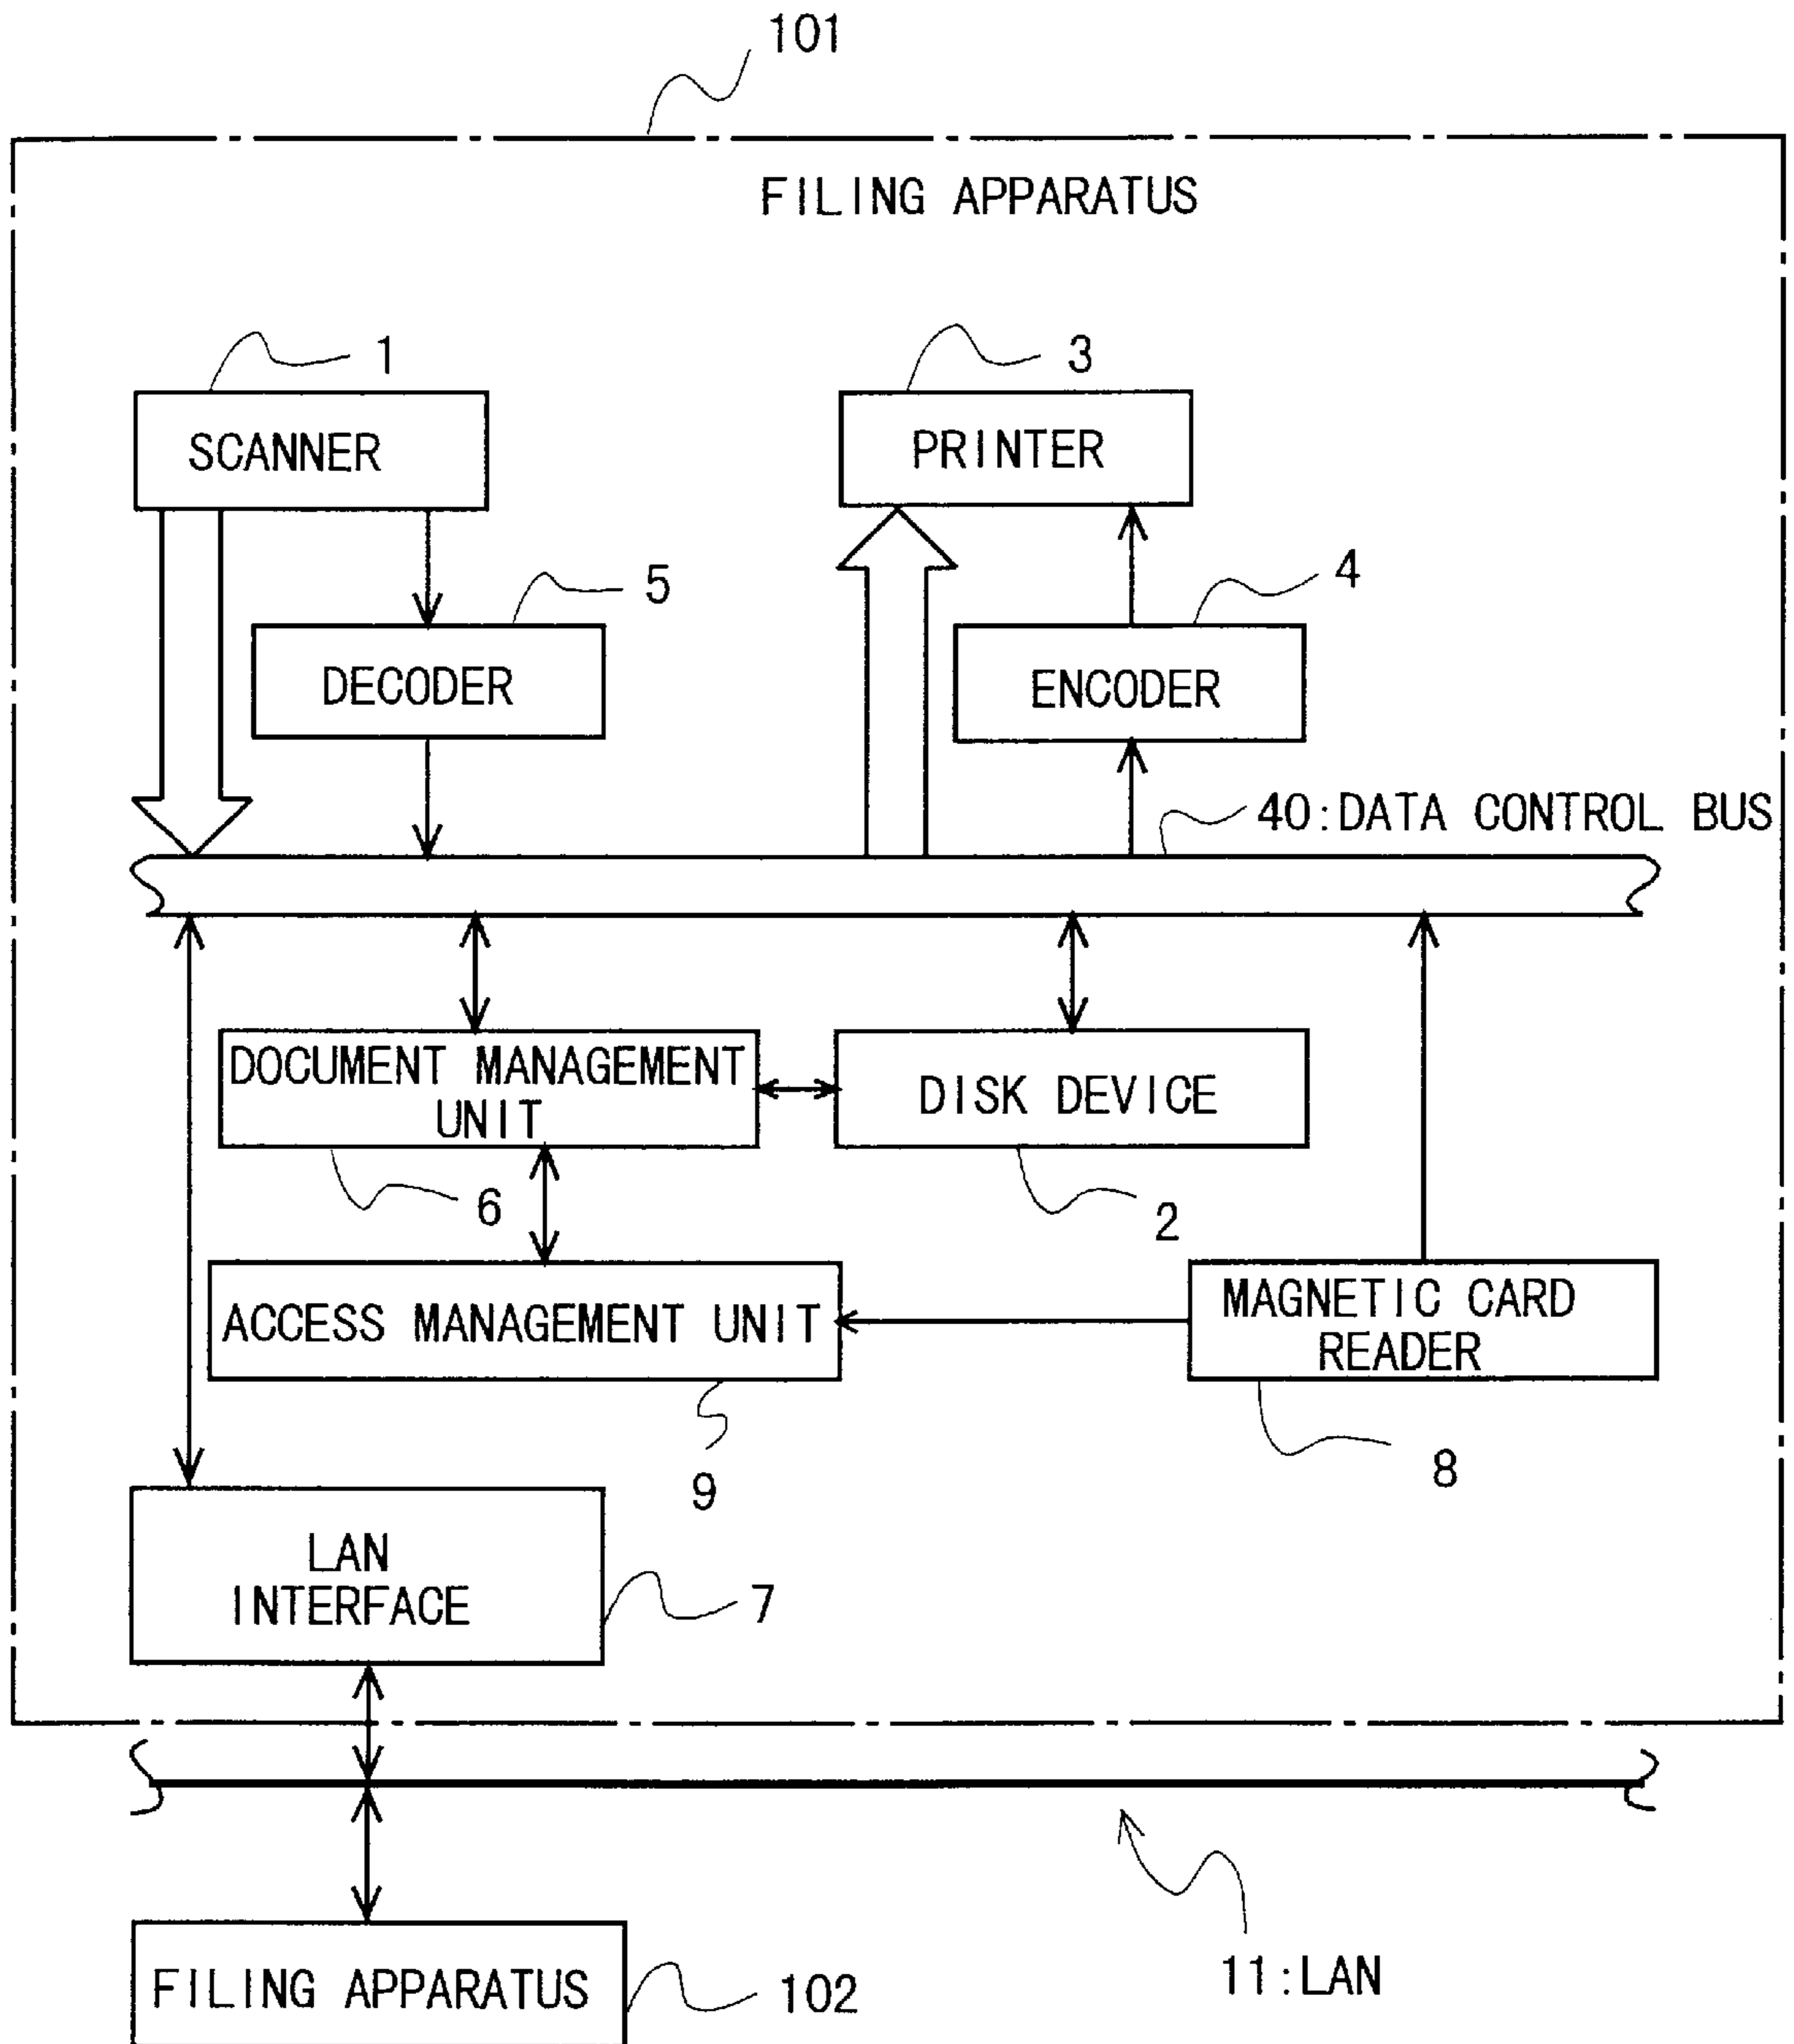 101
FILING APPARATUS
1
3
SCANNER
PRINTER
5
4
DECODER
ENCODER
40:DATA CONTROL BUS
DOCUMENT MANAGEMENT
UNIT
DISK DEVICE
6
2
ACCESS MANAGEMENT UNIT
MAGNETIC CARD
READER
9
8
LAN
INTERFACE
7
FILING APPARATUS
102
11:LAN